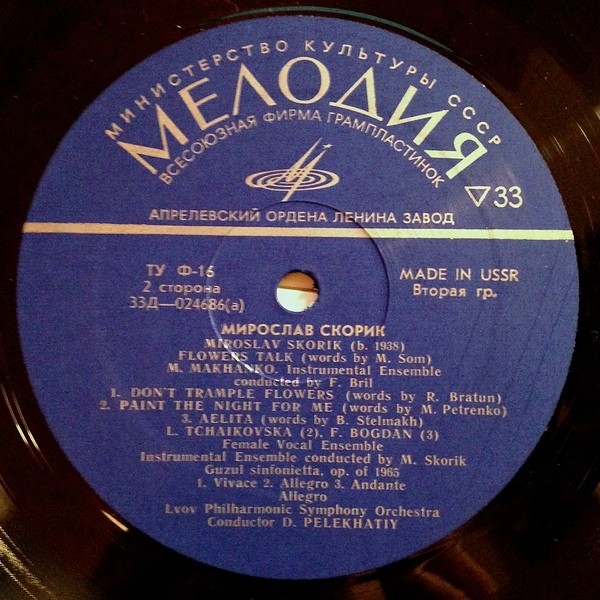 МИНИСТЕРСТВО КУЛЬТУРЫ СССР
МЕЛОДИЯ
ВСЕСОЮЗНАЯ ФИРМА ГРАМПЛАСТИНОК
33
АПРЕЛЕВСКИЙ ОРДЕНА ЛЕНИНА ЗАВОД
ТУ Ф-16
2 сторона
33Д—024686(а)
MADE IN USSR
Вторая гр.
МИРОСЛАВ СКОРИК
MIROSLAV SKORIK (b. 1938)
FLOWERS TALK (words by M. Som)
M. MAKHANKO. Instrumental Ensemble
conducted by F. Bril
1. DON'T TRAMPLE FLOWERS (words by R. Bratun)
2. PAINT THE NIGHT FOR ME (words by M. Petrenko)
3. AELITA (words by B. Stelmakh)
L. TCHAIKOVSKA (2). F. BOGDAN (3)
Female Vocal Ensemble
Instrumental Ensemble conducted by M. Skorik
Guzul sinfonietta, op. of 1965
1. Vivace 2. Allegro 3. Andante
Allegro
Lvov Philharmonic Symphony Orchestra
Conductor D. PELEKHATIY